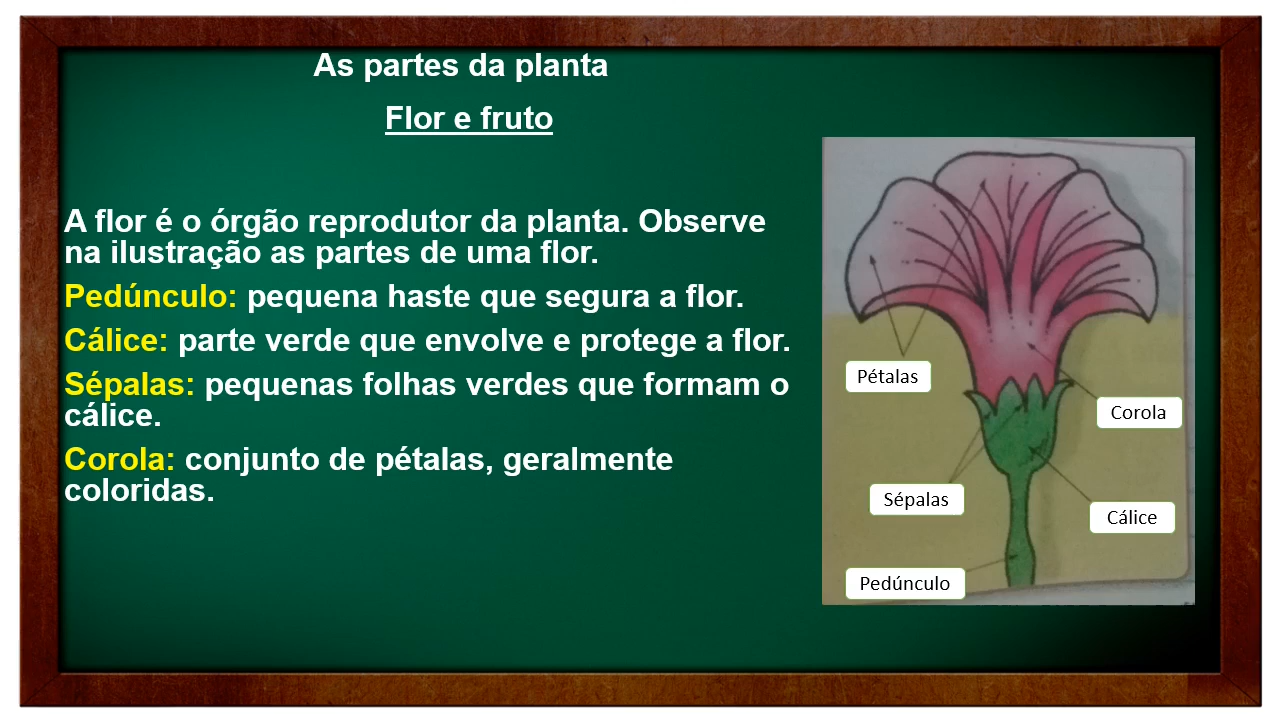 As partes da planta
Flor e fruto
A flor é o órgão reprodutor da planta. Observe
na ilustração as partes de uma flor.
Pedúnculo: pequena haste que segura a flor.
Cálice: parte verde que envolve e protege a flor.
Sépalas: pequenas folhas verdes que formam o
cálice.
Corola: conjunto de pétalas, geralmente
coloridas.
Pétalas
Corola
Sépalas
Cálice
Pedúnculo